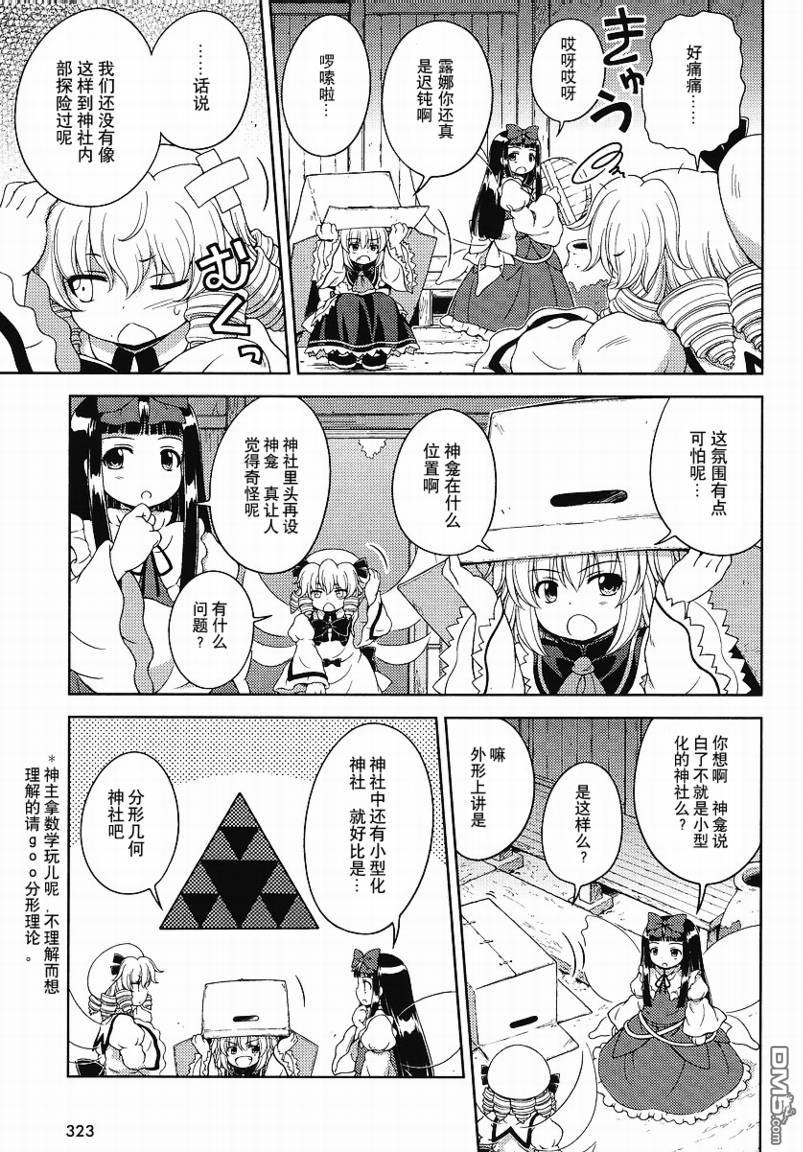 好痛痛…
きゅう
哎呀哎呀
露娜你还真
是迟钝啊
啰嗦啦…
……话说
我们还没有像
这样到神社内
部探险过呢
むくっ
这氛围有点
可怕呢…
神龛在什么
位置啊
神社里头再设
神龛 真让人
觉得奇怪呢
有什么
问题？
你想啊 神龛说
白了不就是小型
化的神社么？
是这样么？
嘛
外形上讲是
神社中还有小型化
神社 就好比是…
分形几何
神社吧
*神主拿数学玩儿呢 不理解而想
理解的请goo分形理论。
323
DM5.com